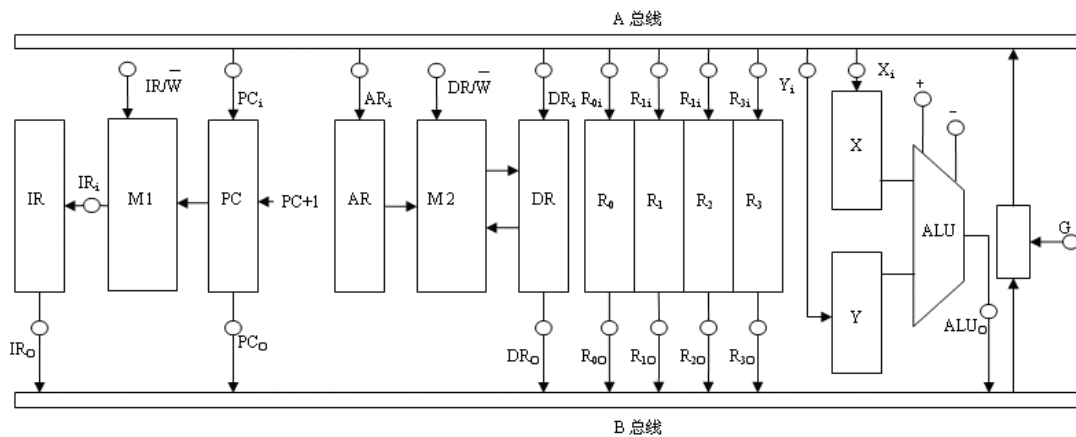 A 总线
IR/W̅
PCi
ARi
DR/W̅
DRi
R0i
R1i
R1i
R3i
Yi
Xi
+
−
IR
IRi
M1
PC
PC+1
AR
M2
DR
R0
R1
R2
R3
X
Y
ALU
G
IRO
PCO
DRO
R0O
R1O
R2O
R3O
ALUO
B 总线